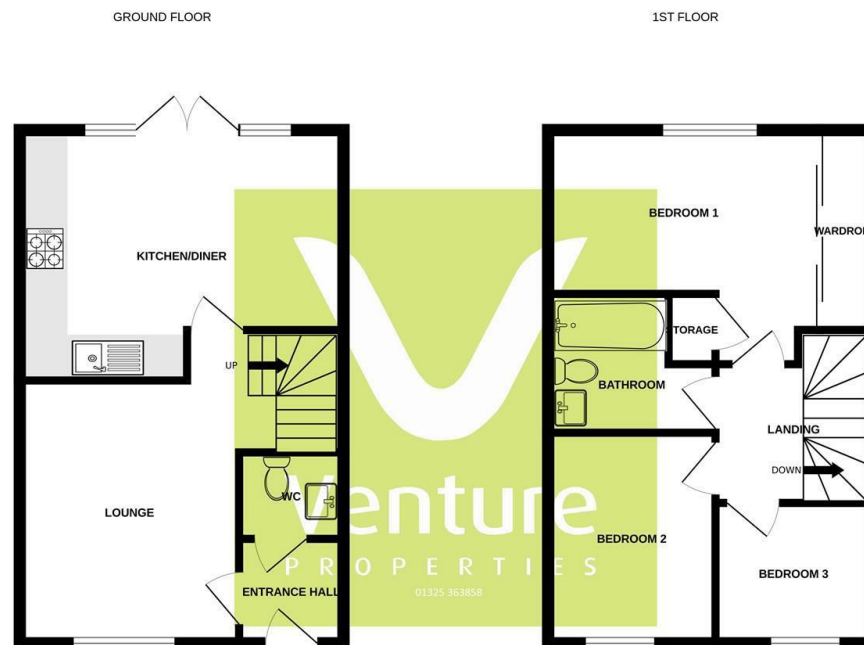 GROUND FLOOR
1ST FLOOR
BEDROOM 1
WARDROB
KITCHEN/DINER
STORAGE
UP
BATHROOM
LANDING
DOWN
WC
LOUNGE
Venture
BEDROOM 2
PROPERTIES
BEDROOM 3
ENTRANCE HALL
01325 363858